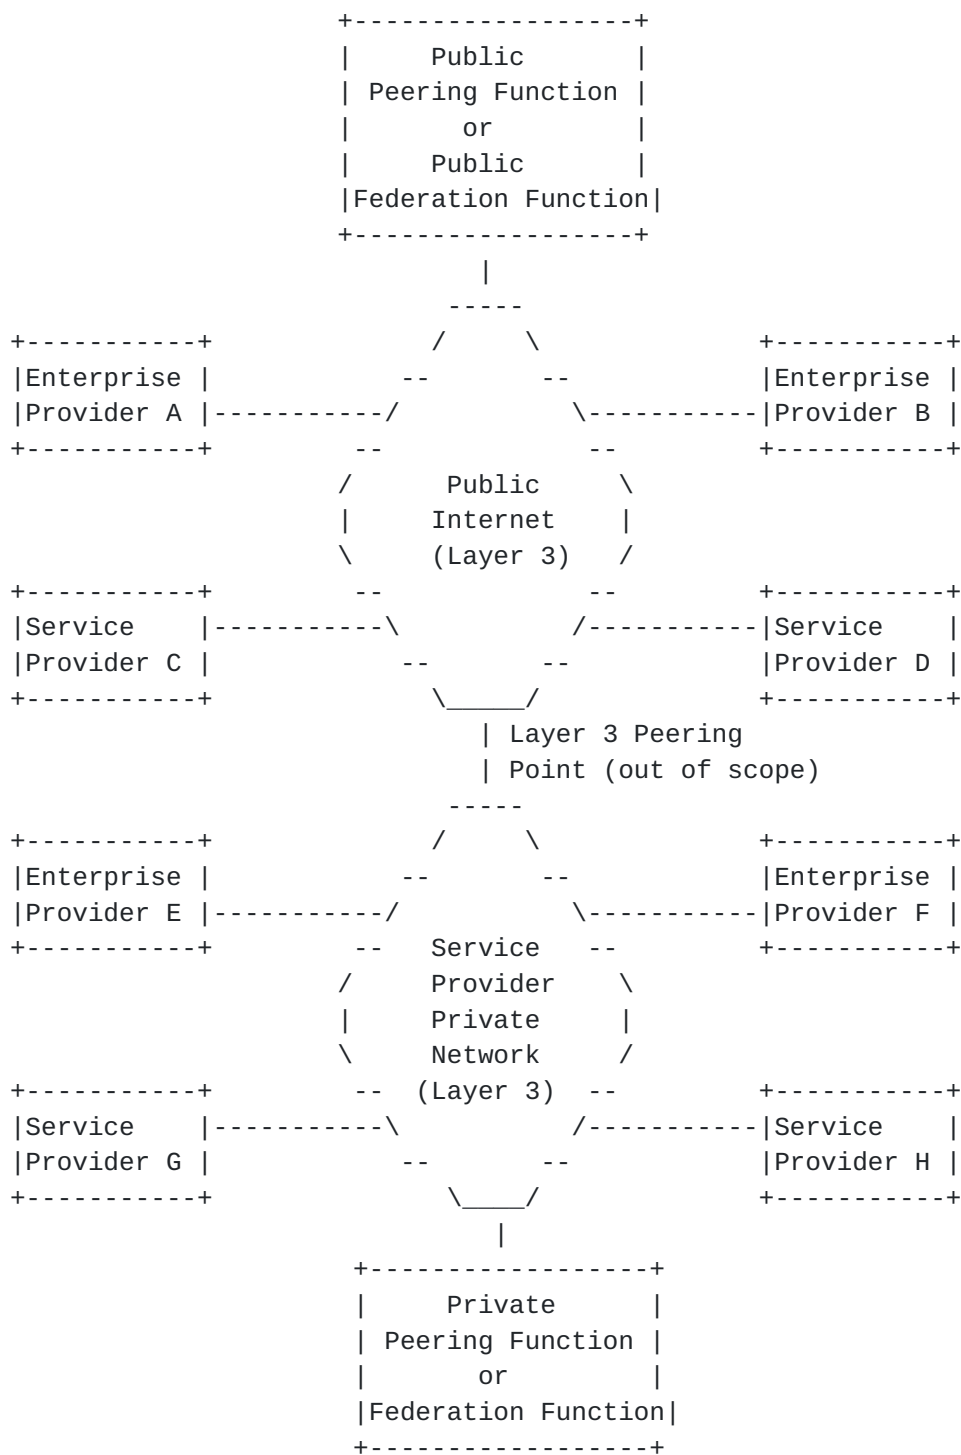 Public
Peering Function
or
Public
Federation Function
Enterprise Enterprise
Provider A Provider B
Public
Internet
(Layer 3)
Service Service
Provider C Provider D
Layer 3 Peering
Point (out of scope)
Enterprise Enterprise
Provider E Provider F
Service
Provider
Private
Network
(Layer 3)
Service Service
Provider G Provider H
Private
Peering Function
or
Federation Function